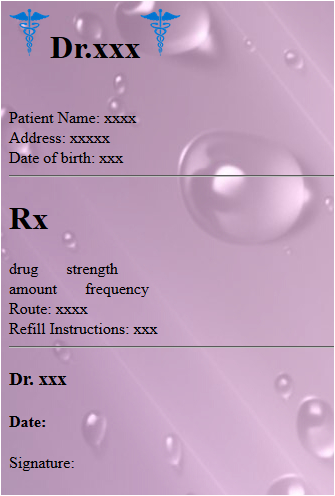 Dr.xxx
Patient Name: xxxx
Address: xxxxx
Date of birth: xxx
Rx
drug strength
amount frequency
Route: xxxx
Refill Instructions: xxx
Dr. xxx
Date:
Signature: